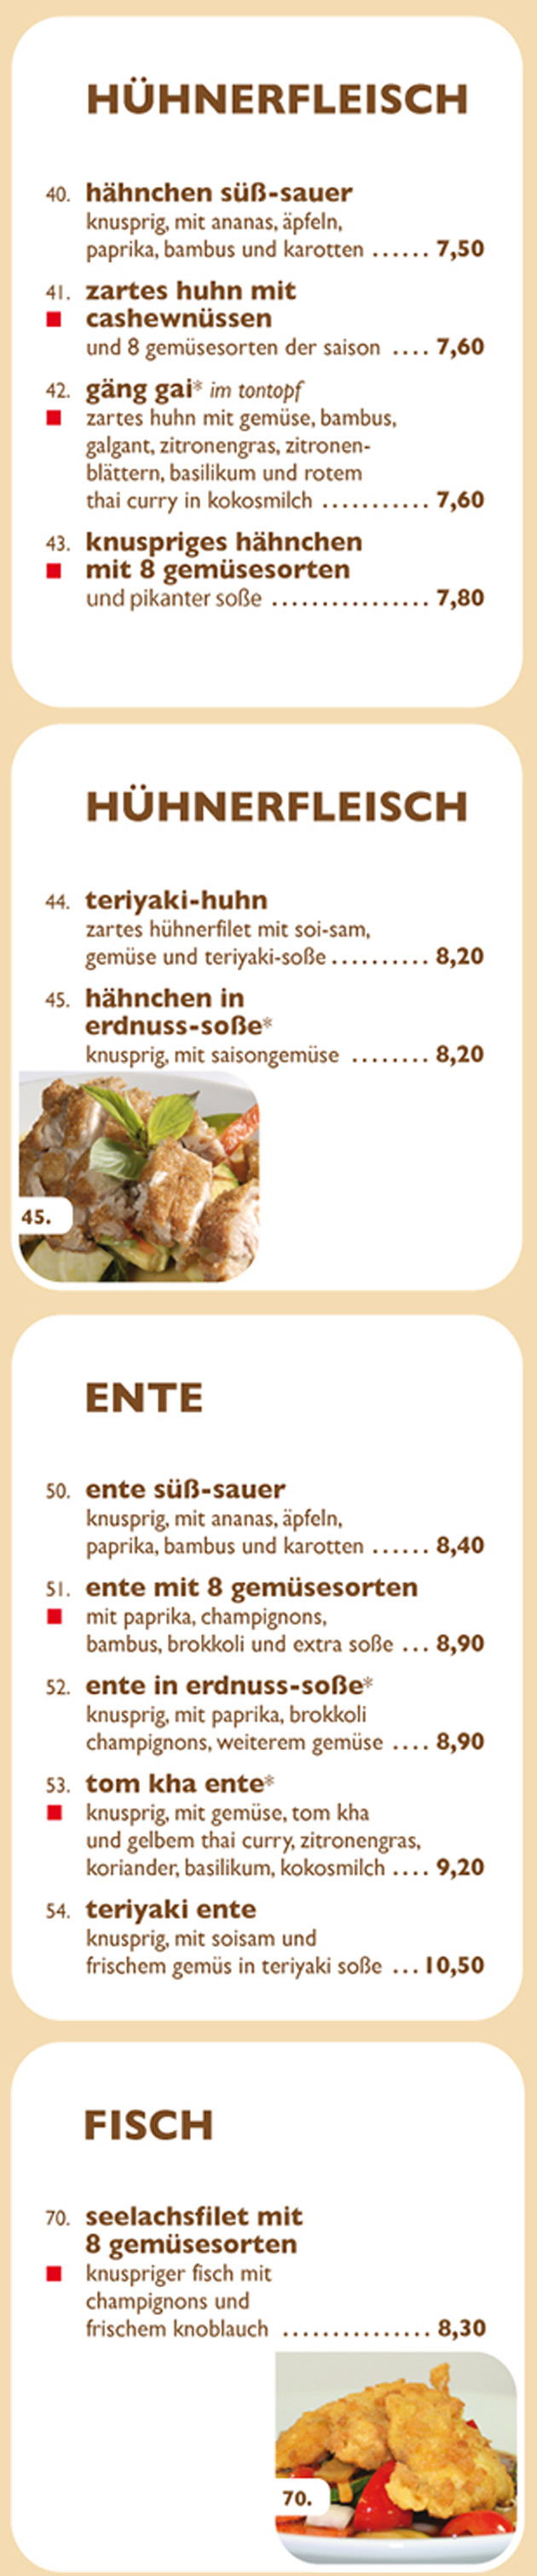 HÜHNERFLEISCH
40. hähnchen süß-sauer
knusprig, mit ananas, äpfeln,
paprika, bambus und karotten ...... 7,50
41. zartes huhn mit
cashewnüssen
und 8 gemüsesorten der saison .... 7,60
42. gäng gai* im tontopf
zartes huhn mit gemüse, bambus,
galgant, zitronengras, zitronen-
blättern, basilikum und rotem
thai curry in kokosmilch ........... 7,60
43. knuspriges hähnchen
mit 8 gemüsesorten
und pikanter soße ................ 7,80
HÜHNERFLEISCH
44. teriyaki-huhn
zartes hühnerfilet mit soi-sam,
gemüse und teriyaki-soße .......... 8,20
45. hähnchen in
erdnuss-soße*
knusprig, mit saisongemüse ........ 8,20
45.
ENTE
50. ente süß-sauer
knusprig, mit ananas, äpfeln,
paprika, bambus und karotten ...... 8,40
51. ente mit 8 gemüsesorten
mit paprika, champignons,
bambus, brokkoli und extra soße ... 8,90
52. ente in erdnuss-soße*
knusprig, mit paprika, brokkoli
champignons, weiterem gemüse .... 8,90
53. tom kha ente*
knusprig, mit gemüse, tom kha
und gelbem thai curry, zitronengras,
koriander, basilikum, kokosmilch .... 9,20
54. teriyaki ente
knusprig, mit soisam und
frischem gemüs in teriyaki soße ... 10,50
FISCH
70. seelachsfilet mit
8 gemüsesorten
knuspriger fisch mit
champignons und
frischem knoblauch ............... 8,30
70.